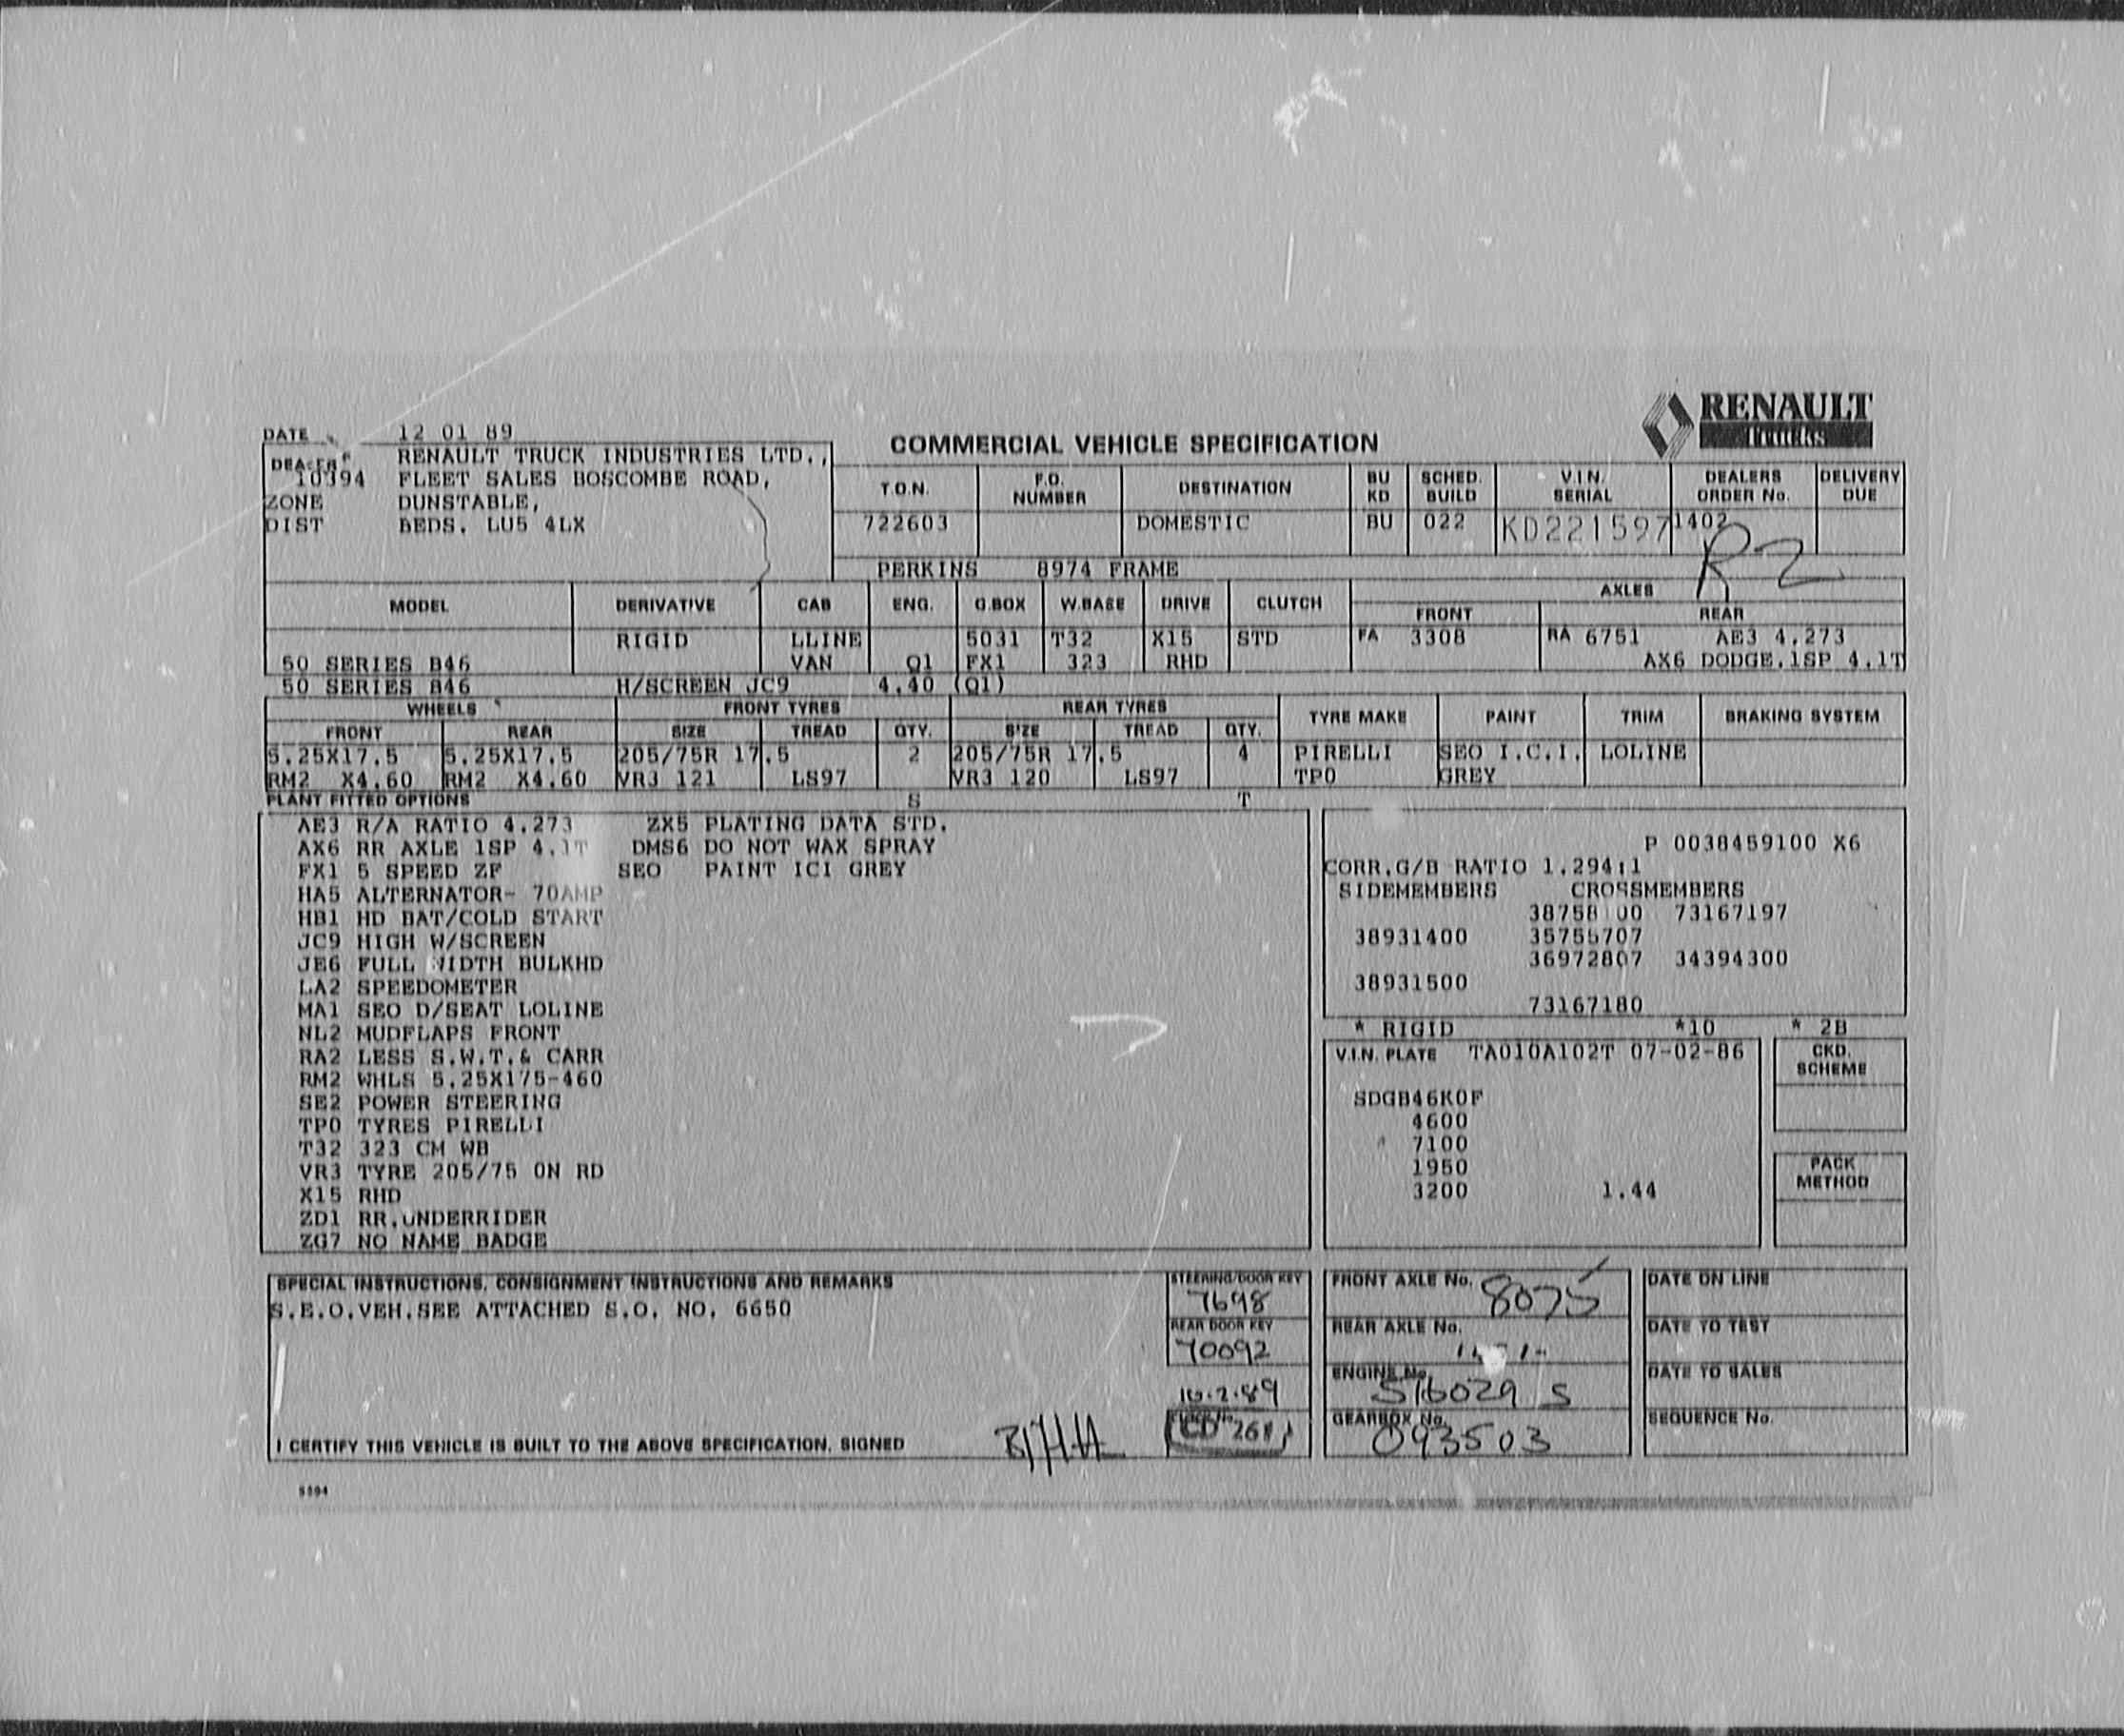 RENAULT
Trucks
DATE 12 01 89
COMMERCIAL VEHICLE SPECIFICATION
DEALER 10394 RENAULT TRUCK INDUSTRIES LTD.,
FLEET SALES BOSCOMBE ROAD,
ZONE DUNSTABLE,
DIST BEDS. LU5 4LX
T.O.N. F.O. NUMBER DESTINATION BU KD SCHED. BUILD V.I.N. SERIAL DEALERS ORDER No. DELIVERY DUE
722603 DOMESTIC BU 022 KD221597 1402
R2
PERKINS 8974 FRAME
MODEL DERIVATIVE CAB ENG. G.BOX W.BASE DRIVE CLUTCH AXLES
FRONT REAR
RIGID LLINE 5031 T32 X15 STD FA 3308 RA 6751 AE3 4.273
50 SERIES B46 VAN Q1 FX1 323 RHD AX6 DODGE.1SP 4.1T
50 SERIES B46 H/SCREEN JC9 4.40 (Q1)
WHEELS FRONT TYRES REAR TYRES TYRE MAKE PAINT TRIM BRAKING SYSTEM
FRONT REAR SIZE TREAD QTY. SIZE TREAD QTY.
5.25X17.5 5.25X17.5 205/75R 17.5 2 205/75R 17.5 4 PIRELLI SEO I.C.I. LOLINE
RM2 X4.60 RM2 X4.60 VR3 121 LS97 VR3 120 LS97 TP0 GREY
PLANT FITTED OPTIONS S T
AE3 R/A RATIO 4.273 ZX5 PLATING DATA STD.
AX6 RR AXLE 1SP 4.1T DMS6 DO NOT WAX SPRAY
FX1 5 SPEED ZF SEO PAINT ICI GREY
HA5 ALTERNATOR- 70AMP
HB1 HD BAT/COLD START
JC9 HIGH W/SCREEN
JE6 FULL WIDTH BULKHD
LA2 SPEEDOMETER
MA1 SEO D/SEAT LOLINE
NL2 MUDFLAPS FRONT
RA2 LESS S.W.T.& CARR
RM2 WHLS 5.25X175-460
SE2 POWER STEERING
TP0 TYRES PIRELLI
T32 323 CM WB
VR3 TYRE 205/75 ON RD
X15 RHD
ZD1 RR.UNDERRIDER
ZG7 NO NAME BADGE
P 0038459100 X6
CORR.G/B RATIO 1.294:1
SIDEMEMBERS CROSSMEMBERS
73167197
38931400 35755707
36972807 34394300
38931500
73167180
* RIGID *10 * 2B
V.I.N. PLATE TA010A102T 07-02-86
CKD. SCHEME
SDGB46K0F
4600
7100
1950
3200 1.44
PACK METHOD
SPECIAL INSTRUCTIONS, CONSIGNMENT INSTRUCTIONS AND REMARKS
S.E.O.VEH.SEE ATTACHED S.O. NO. 6650
I CERTIFY THIS VEHICLE IS BUILT TO THE ABOVE SPECIFICATION, SIGNED
STEERING/DOOR KEY
7698
REAR DOOR KEY
70092
FRONT AXLE No. 8075
REAR AXLE No.
ENGINE No. 516029 S
GEARBOX No. 093503
DATE ON LINE
DATE TO TEST
DATE TO SALES
SEQUENCE No.